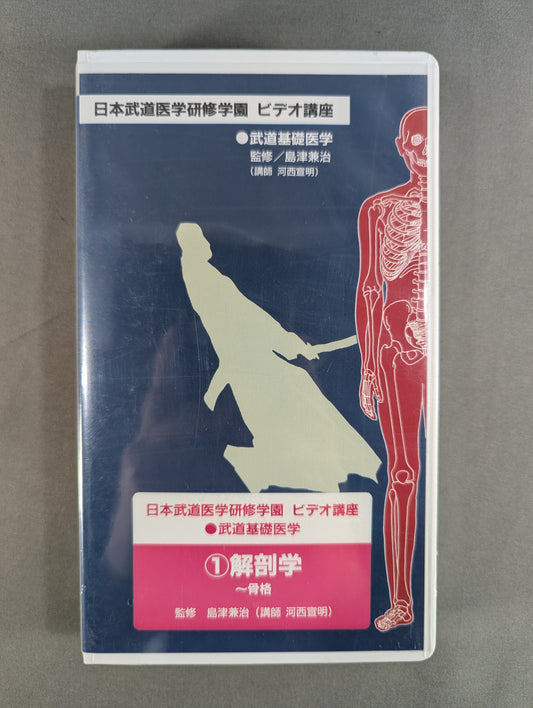 日本武道医学研修学園 ビデオ講座
●武道基礎医学
監修／島津兼治
（講師 河西宣明）
日本武道医学研修学園 ビデオ講座
●武道基礎医学
①解剖学
〜骨格
監修 島津兼治（講師 河西宣明）